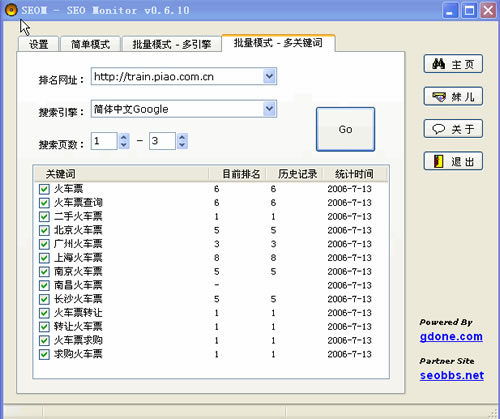 SEOM - SEO Monitor v0.6.10
设置 简单模式 批量模式 - 多引擎 批量模式 - 多关键词
排名网址： http://train.piao.com.cn
搜索引擎： 简体中文Google
搜索页数： 1 - 3
Go
主 页
妹 儿
关 于
退 出
关键词 目前排名 历史记录 统计时间
火车票 6 6 2006-7-13
火车票查询 6 6 2006-7-13
二手火车票 1 1 2006-7-13
北京火车票 5 5 2006-7-13
广州火车票 3 3 2006-7-13
上海火车票 8 8 2006-7-13
南京火车票 5 5 2006-7-13
南昌火车票 - 2006-7-13
长沙火车票 5 5 2006-7-13
火车票转让 1 1 2006-7-13
转让火车票 1 1 2006-7-13
火车票求购 1 1 2006-7-13
求购火车票 1 1 2006-7-13
Powered By
gdone.com
Partner Site
seobbs.net